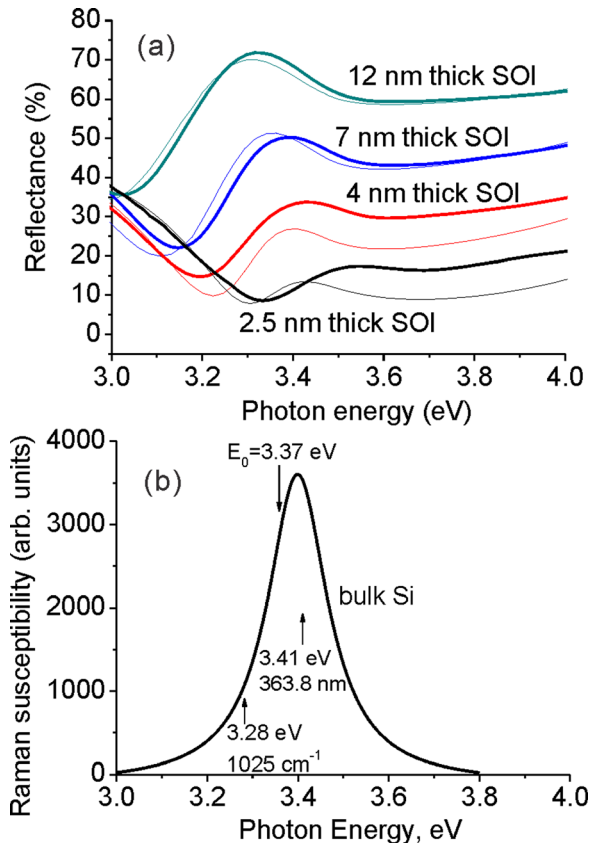 (a)
80
70
60
50
40
30
20
10
0
Reflectance (%)
12 nm thick SOI
7 nm thick SOI
4 nm thick SOI
2.5 nm thick SOI
3.0 3.2 3.4 3.6 3.8 4.0
Photon energy (eV)
(b)
4000
3000
2000
1000
0
Raman susceptibility (arb. units)
E₀=3.37 eV
bulk Si
3.41 eV
363.8 nm
3.28 eV
1025 cm⁻¹
3.0 3.2 3.4 3.6 3.8 4.0
Photon Energy, eV